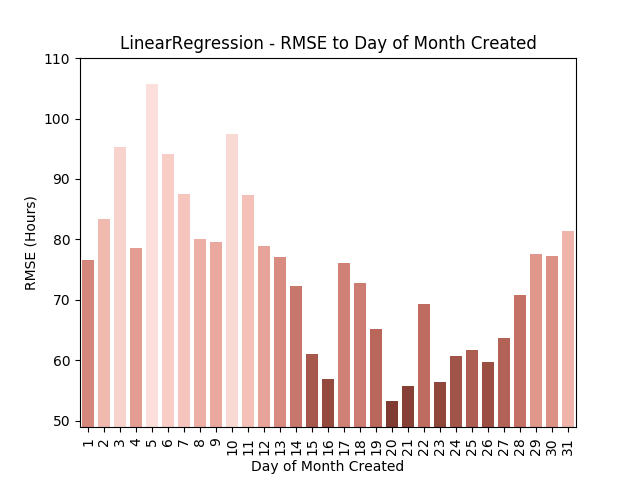 LinearRegression - RMSE to Day of Month Created
110
100
90
80
70
60
50
RMSE (Hours)
1 2 3 4 5 6 7 8 9 10 11 12 13 14 15 16 17 18 19 20 21 22 23 24 25 26 27 28 29 30 31
Day of Month Created